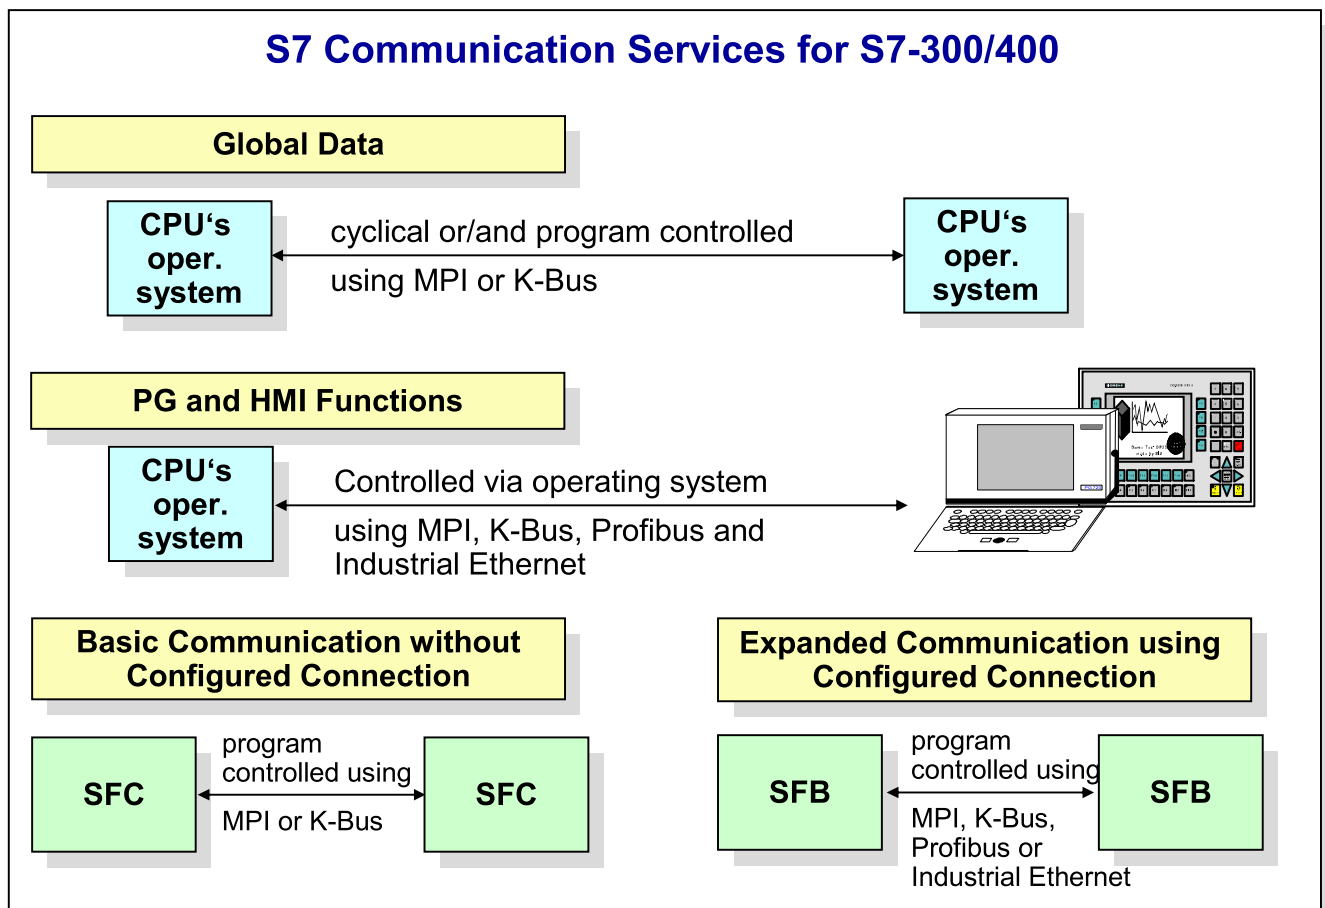 S7 Communication Services for S7-300/400
Global Data
CPU‘s
oper.
system
cyclical or/and program controlled
using MPI or K-Bus
CPU‘s
oper.
system
PG and HMI Functions
CPU‘s
oper.
system
Controlled via operating system
using MPI, K-Bus, Profibus and
Industrial Ethernet
Basic Communication without
Configured Connection
SFC
program
controlled using
MPI or K-Bus
SFC
Expanded Communication using
Configured Connection
SFB
program
controlled using
MPI, K-Bus,
Profibus or
Industrial Ethernet
SFB